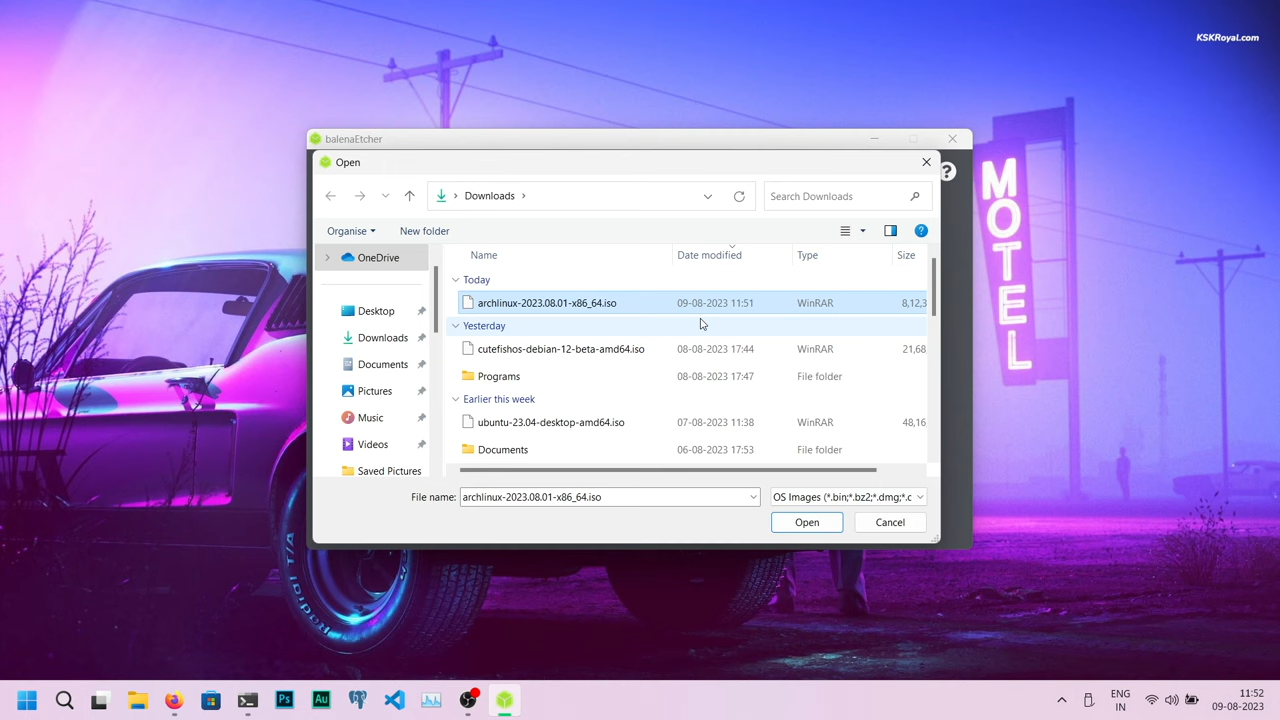 KSKRoyal.com
balenaEtcher
Open
Downloads
Search Downloads
Organise
New folder
OneDrive
Desktop
Downloads
Documents
Pictures
Music
Videos
Saved Pictures
Name Date modified Type Size
Today
archlinux-2023.08.01-x86_64.iso 09-08-2023 11:51 WinRAR 8,12,3
Yesterday
cutefishos-debian-12-beta-amd64.iso 08-08-2023 17:44 WinRAR 21,68
Programs 08-08-2023 17:47 File folder
Earlier this week
ubuntu-23.04-desktop-amd64.iso 07-08-2023 11:38 WinRAR 48,16
Documents 06-08-2023 17:53 File folder
File name: archlinux-2023.08.01-x86_64.iso OS Images (*.bin;*.bz2;*.dmg;*.c
Open Cancel
MOTEL
Radial T/A
Ps
Au
ENG
IN
11:52
09-08-2023